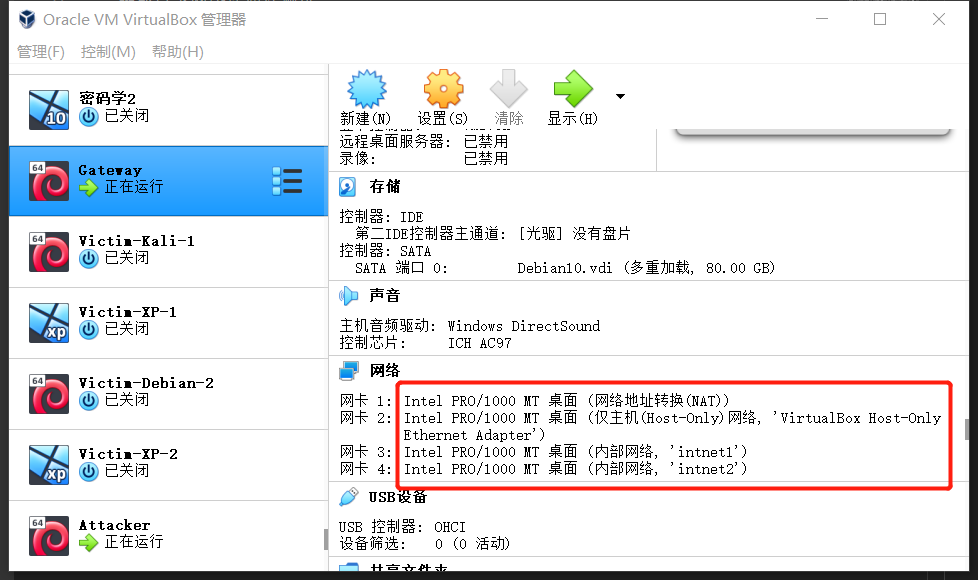 Oracle VM VirtualBox 管理器
管理(F) 控制(M) 帮助(H)
密码学2
10
已关闭
64
Gateway
正在运行
64
Victim-Kali-1
已关闭
Victim-XP-1
xp
已关闭
64
Victim-Debian-2
已关闭
Victim-XP-2
xp
已关闭
64
Attacker
正在运行
新建(N) 设置(S) 清除 显示(H)
远程桌面服务器: 已禁用
录像: 已禁用
存储
控制器: IDE
第二IDE控制器主通道: [光驱] 没有盘片
控制器: SATA
SATA 端口 0: Debian10.vdi (多重加载, 80.00 GB)
声音
主机音频驱动: Windows DirectSound
控制芯片: ICH AC97
网络
网卡 1: Intel PRO/1000 MT 桌面 (网络地址转换(NAT))
网卡 2: Intel PRO/1000 MT 桌面 (仅主机(Host-Only)网络, 'VirtualBox Host-Only
Ethernet Adapter')
网卡 3: Intel PRO/1000 MT 桌面 (内部网络, 'intnet1')
网卡 4: Intel PRO/1000 MT 桌面 (内部网络, 'intnet2')
USB设备
USB 控制器: OHCI
设备筛选: 0 (0 活动)
共享文件夹